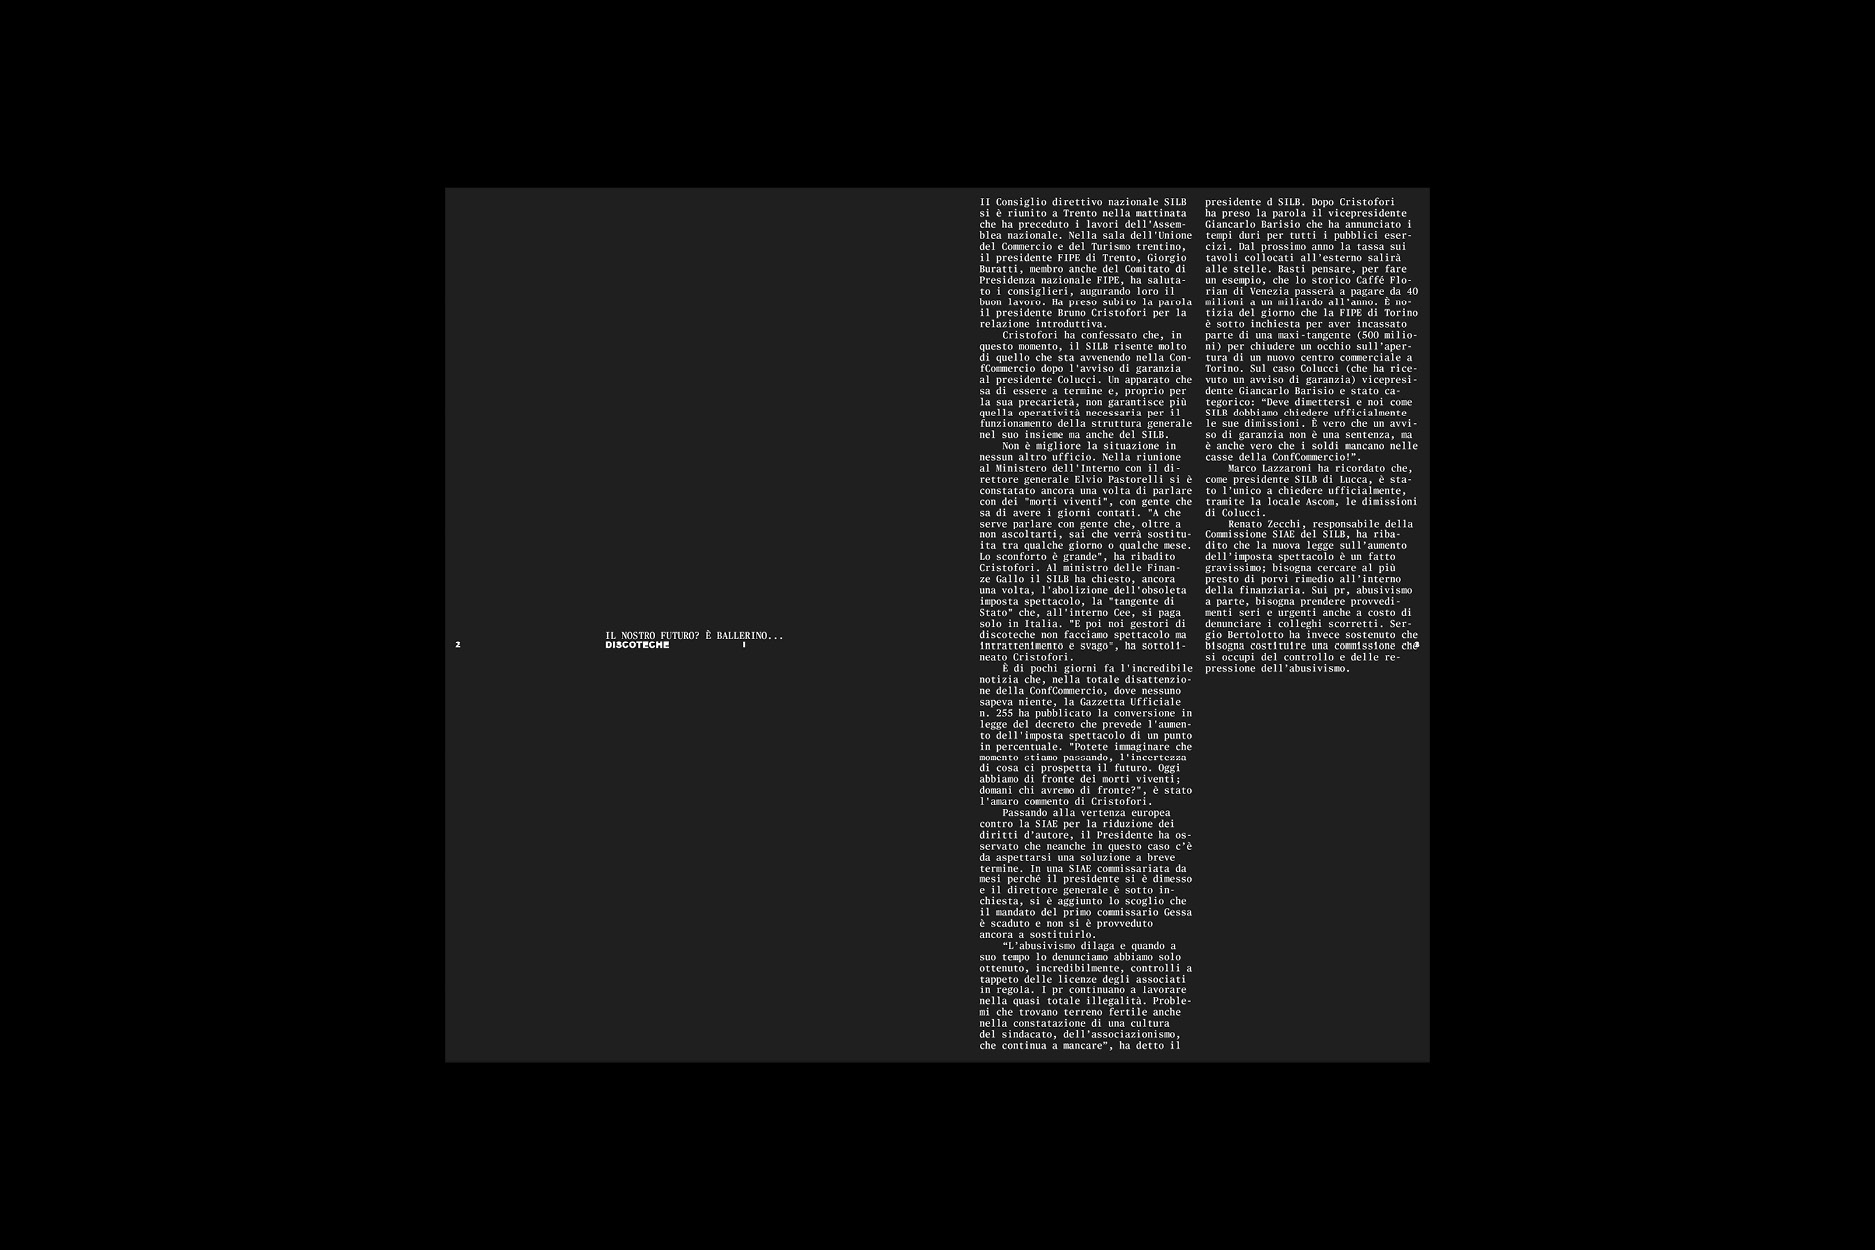 IL NOSTRO FUTURO? È BALLERINO...
2
DISCOTECHE
1
II Consiglio direttivo nazionale SILB
si è riunito a Trento nella mattinata
che ha preceduto i lavori dell'Assem-
blea nazionale. Nella sala dell'Unione
del Commercio e del Turismo trentino,
il presidente FIPE di Trento, Giorgio
Buratti, membro anche del Comitato di
Presidenza nazionale FIPE, ha saluta-
to i consiglieri, augurando loro il
buon lavoro. Ha preso subito la parola
il presidente Bruno Cristofori per la
relazione introduttiva.
Cristofori ha confessato che, in
questo momento, il SILB risente molto
di quello che sta avvenendo nella Con-
fCommercio dopo l'avviso di garanzia
al presidente Colucci. Un apparato che
sa di essere a termine e, proprio per
la sua precarietà, non garantisce più
quella operatività necessaria per il
funzionamento della struttura generale
nel suo insieme ma anche del SILB.
Non è migliore la situazione in
nessun altro ufficio. Nella riunione
al Ministero dell'Interno con il di-
rettore generale Elvio Pastorelli si è
constatato ancora una volta di parlare
con dei "morti viventi", con gente che
sa di avere i giorni contati. "A che
serve parlare con gente che, oltre a
non ascoltarti, sai che verrà sostitu-
ita tra qualche giorno o qualche mese.
Lo sconforto è grande", ha ribadito
Cristofori. Al ministro delle Finan-
ze Gallo il SILB ha chiesto, ancora
una volta, l'abolizione dell'obsoleta
imposta spettacolo, la "tangente di
Stato" che, all'interno Cee, si paga
solo in Italia. "E poi noi gestori di
discoteche non facciamo spettacolo ma
intrattenimento e svago", ha sottoli-
neato Cristofori.
È di pochi giorni fa l'incredibile
notizia che, nella totale disattenzio-
ne della ConfCommercio, dove nessuno
sapeva niente, la Gazzetta Ufficiale
n. 255 ha pubblicato la conversione in
legge del decreto che prevede l'aumen-
to dell'imposta spettacolo di un punto
in percentuale. "Potete immaginare che
momento stiamo passando, l'incertezza
di cosa ci prospetta il futuro. Oggi
abbiamo di fronte dei morti viventi;
domani chi avremo di fronte?", è stato
l'amaro commento di Cristofori.
Passando alla vertenza europea
contro la SIAE per la riduzione dei
diritti d’autore, il Presidente ha os-
servato che neanche in questo caso c’è
da aspettarsi una soluzione a breve
termine. In una SIAE commissariata da
mesi perché il presidente si è dimesso
e il direttore generale è sotto in-
chiesta, si è aggiunto lo scoglio che
il mandato del primo commissario Gessa
è scaduto e non si è provveduto
ancora a sostituirlo.
“L’abusivismo dilaga e quando a
suo tempo lo denunciamo abbiamo solo
ottenuto, incredibilmente, controlli a
tappeto delle licenze degli associati
in regola. I pr continuano a lavorare
nella quasi totale illegalità. Proble-
mi che trovano terreno fertile anche
nella constatazione di una cultura
del sindacato, dell’associazionismo,
che continua a mancare”, ha detto il
presidente d SILB. Dopo Cristofori
ha preso la parola il vicepresidente
Giancarlo Barisio che ha annunciato i
tempi duri per tutti i pubblici eser-
cizi. Dal prossimo anno la tassa sui
tavoli collocati all’esterno salirà
alle stelle. Basti pensare, per fare
un esempio, che lo storico Caffé Flo-
rian di Venezia passerà a pagare da 40
milioni a un miliardo all’anno. È no-
tizia del giorno che la FIPE di Torino
è sotto inchiesta per aver incassato
parte di una maxi-tangente (500 milio-
ni) per chiudere un occhio sull’aper-
tura di un nuovo centro commerciale a
Torino. Sul caso Colucci (che ha rice-
vuto un avviso di garanzia) vicepresi-
dente Giancarlo Barisio e stato ca-
tegorico: “Deve dimettersi e noi come
SILB dobbiamo chiedere ufficialmente
le sue dimissioni. È vero che un avvi-
so di garanzia non è una sentenza, ma
è anche vero che i soldi mancano nelle
casse della ConfCommercio!”.
Marco Lazzaroni ha ricordato che,
come presidente SILB di Lucca, è sta-
to l’unico a chiedere ufficialmente,
tramite la locale Ascom, le dimissioni
di Colucci.
Renato Zecchi, responsabile della
Commissione SIAE del SILB, ha riba-
dito che la nuova legge sull’aumento
dell’imposta spettacolo è un fatto
gravissimo; bisogna cercare al più
presto di porvi rimedio all’interno
della finanziaria. Sui pr, abusivismo
a parte, bisogna prendere provvedi-
menti seri e urgenti anche a costo di
denunciare i colleghi scorretti. Ser-
gio Bertolotto ha invece sostenuto che
bisogna costituire una commissione che
si occupi del controllo e delle re-
pressione dell’abusivismo.
3